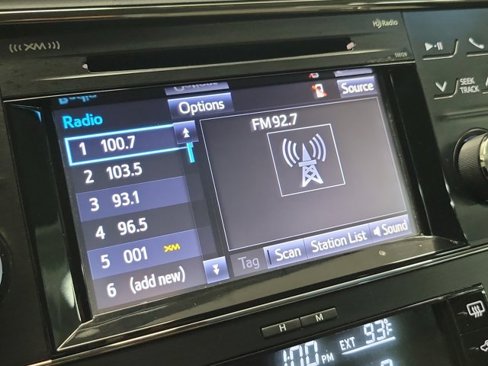 HD Radio
(((XM)))
Options
Source
SEEK
TRACK
Radio
FM 92.7
1 100.7
2 103.5
3 93.1
4 96.5
5 001 XM
6 (add new)
Tag
Scan
Station List
Sound
H
M
1:00 PM
EXT 93°F